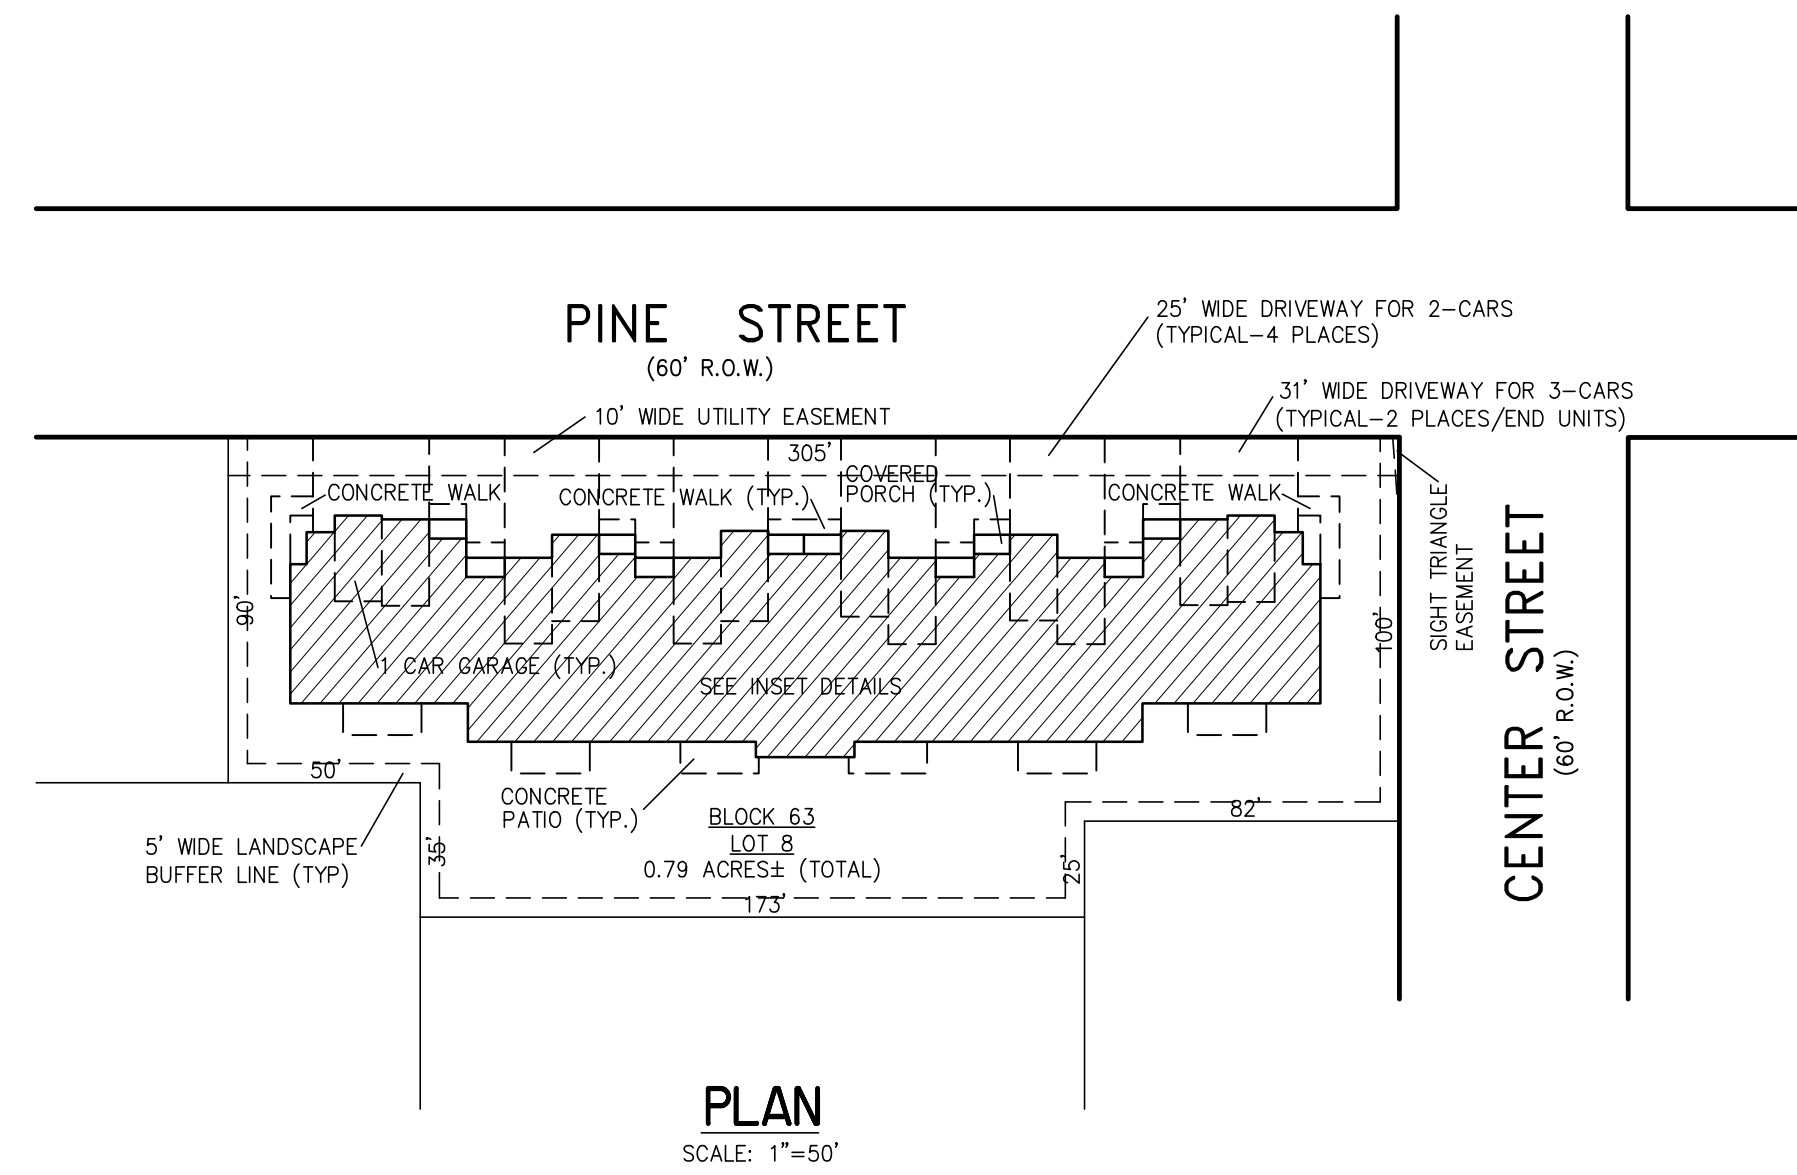 PINE STREET
(60' R.O.W.)
25' WIDE DRIVEWAY FOR 2-CARS
(TYPICAL-4 PLACES)
31' WIDE DRIVEWAY FOR 3-CARS
(TYPICAL-2 PLACES/END UNITS)
10' WIDE UTILITY EASEMENT
305'
COVERED
PORCH (TYP.)
CONCRETE WALK
CONCRETE WALK (TYP.)
CONCRETE WALK
SIGHT TRIANGLE
EASEMENT
CENTER STREET
(60' R.O.W.)
90'
100'
1 CAR GARAGE (TYP.)
SEE INSET DETAILS
50'
CONCRETE
PATIO (TYP.)
82'
5' WIDE LANDSCAPE
BUFFER LINE (TYP)
35'
BLOCK 63
LOT 8
0.79 ACRES± (TOTAL)
25'
173'
PLAN
SCALE: 1"=50'